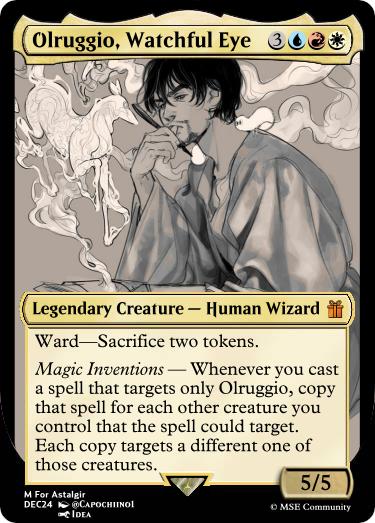 Olruggio, Watchful Eye 3
Legendary Creature — Human Wizard
Ward—Sacrifice two tokens.
Magic Inventions — Whenever you cast
a spell that targets only Olruggio, copy
that spell for each other creature you
control that the spell could target.
Each copy targets a different one of
those creatures.
5/5
M For Astalgir
DEC24 @Capochiino1
Idea
© MSE Community